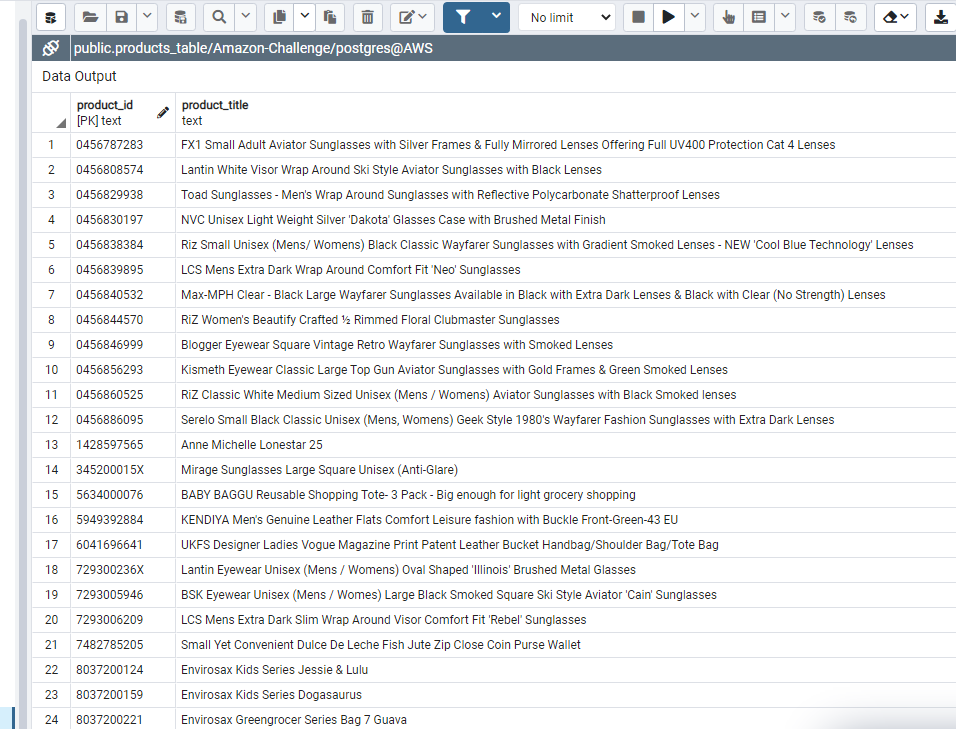 No limit
public.products_table/Amazon-Challenge/postgres@AWS
Data Output
product_id product_title
[PK] text text
1 0456787283 FX1 Small Adult Aviator Sunglasses with Silver Frames & Fully Mirrored Lenses Offering Full UV400 Protection Cat 4 Lenses
2 0456808574 Lantin White Visor Wrap Around Ski Style Aviator Sunglasses with Black Lenses
3 0456829938 Toad Sunglasses - Men's Wrap Around Sunglasses with Reflective Polycarbonate Shatterproof Lenses
4 0456830197 NVC Unisex Light Weight Silver 'Dakota' Glasses Case with Brushed Metal Finish
5 0456838384 Riz Small Unisex (Mens/ Womens) Black Classic Wayfarer Sunglasses with Gradient Smoked Lenses - NEW 'Cool Blue Technology' Lenses
6 0456839895 LCS Mens Extra Dark Wrap Around Comfort Fit 'Neo' Sunglasses
7 0456840532 Max-MPH Clear - Black Large Wayfarer Sunglasses Available in Black with Extra Dark Lenses & Black with Clear (No Strength) Lenses
8 0456844570 RiZ Women's Beautify Crafted ½ Rimmed Floral Clubmaster Sunglasses
9 0456846999 Blogger Eyewear Square Vintage Retro Wayfarer Sunglasses with Smoked Lenses
10 0456856293 Kismeth Eyewear Classic Large Top Gun Aviator Sunglasses with Gold Frames & Green Smoked Lenses
11 0456860525 RiZ Classic White Medium Sized Unisex (Mens / Womens) Aviator Sunglasses with Black Smoked lenses
12 0456886095 Serelo Small Black Classic Unisex (Mens, Womens) Geek Style 1980's Wayfarer Fashion Sunglasses with Extra Dark Lenses
13 1428597565 Anne Michelle Lonestar 25
14 345200015X Mirage Sunglasses Large Square Unisex (Anti-Glare)
15 5634000076 BABY BAGGU Reusable Shopping Tote- 3 Pack - Big enough for light grocery shopping
16 5949392884 KENDIYA Men's Genuine Leather Flats Comfort Leisure fashion with Buckle Front-Green-43 EU
17 6041696641 UKFS Designer Ladies Vogue Magazine Print Patent Leather Bucket Handbag/Shoulder Bag/Tote Bag
18 729300236X Lantin Eyewear Unisex (Mens / Womens) Oval Shaped 'Illinois' Brushed Metal Glasses
19 7293005946 BSK Eyewear Unisex (Mens / Womes) Large Black Smoked Square Ski Style Aviator 'Cain' Sunglasses
20 7293006209 LCS Mens Extra Dark Slim Wrap Around Visor Comfort Fit 'Rebel' Sunglasses
21 7482785205 Small Yet Convenient Dulce De Leche Fish Jute Zip Close Coin Purse Wallet
22 8037200124 Envirosax Kids Series Jessie & Lulu
23 8037200159 Envirosax Kids Series Dogasaurus
24 8037200221 Envirosax Greengrocer Series Bag 7 Guava